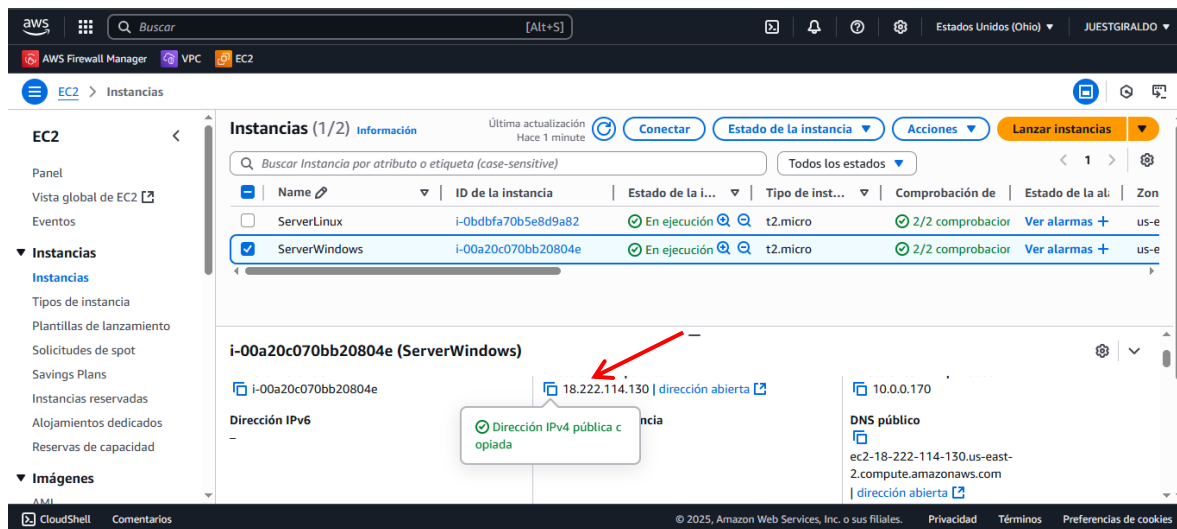 aws
Buscar
[Alt+S]
Estados Unidos (Ohio)
JUESTGIRALDO
AWS Firewall Manager
VPC
EC2
EC2 > Instancias
EC2
Panel
Vista global de EC2
Eventos
Instancias
Instancias
Tipos de instancia
Plantillas de lanzamiento
Solicitudes de spot
Savings Plans
Instancias reservadas
Alojamientos dedicados
Reservas de capacidad
Imágenes
Instancias (1/2) Información
Última actualización
Hace 1 minute
Conectar
Estado de la instancia
Acciones
Lanzar instancias
Buscar Instancia por atributo o etiqueta (case-sensitive)
Todos los estados
1
Name
ID de la instancia
Estado de la i...
Tipo de inst...
Comprobación de
Estado de la al
Zon
ServerLinux
i-0bdbfa70b5e8d9a82
En ejecución
t2.micro
2/2 comprobacior
Ver alarmas +
us-e
ServerWindows
i-00a20c070bb20804e
En ejecución
t2.micro
2/2 comprobacior
Ver alarmas +
us-e
i-00a20c070bb20804e (ServerWindows)
i-00a20c070bb20804e
18.222.114.130 | dirección abierta
10.0.0.170
Dirección IPv6
–
Dirección IPv4 pública c
opiada
ncia
DNS público
ec2-18-222-114-130.us-east-
2.compute.amazonaws.com
| dirección abierta
CloudShell
Comentarios
© 2025, Amazon Web Services, Inc. o sus filiales.
Privacidad
Términos
Preferencias de cookies